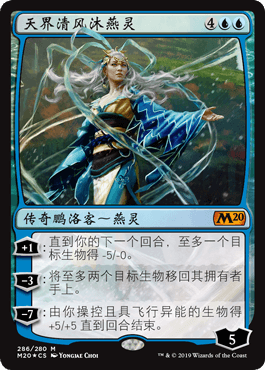 天界清风沐燕灵 4
M20
传奇鹏洛客～燕灵
+1 ：直到你的下一个回合，至多一个目
标生物得 -5/-0。
-3 ：将至多两个目标生物移回其拥有者
手上。
-7 ：由你操控且具飞行异能的生物得
+5/+5 直到回合结束。
5
286/280 M
M20★CS YONGJAE CHOI
™ & © 2019 Wizards of the Coast